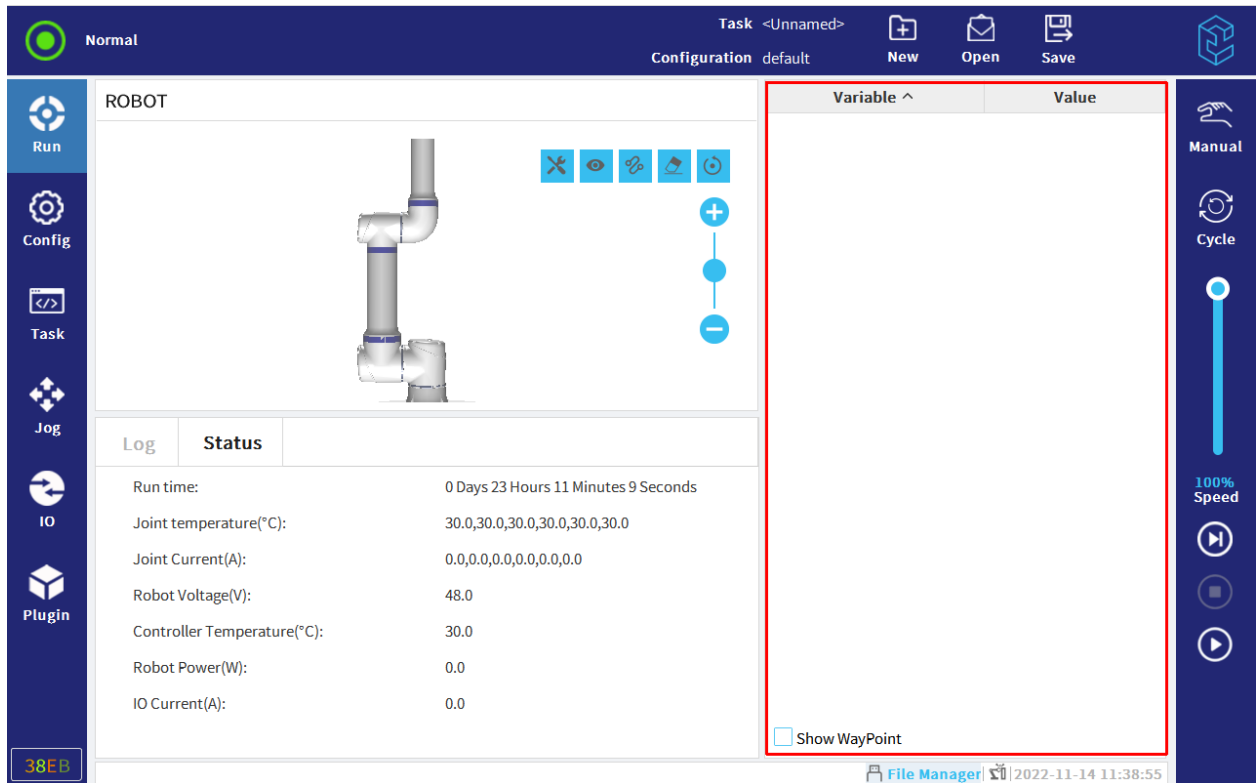 Normal
Task <Unnamed>
Configuration default
New
Open
Save
Run
Config
Task
Jog
IO
Plugin
38EB
ROBOT
Log
Status
Run time: 0 Days 23 Hours 11 Minutes 9 Seconds
Joint temperature(°C): 30.0,30.0,30.0,30.0,30.0,30.0
Joint Current(A): 0.0,0.0,0.0,0.0,0.0,0.0
Robot Voltage(V): 48.0
Controller Temperature(°C): 30.0
Robot Power(W): 0.0
IO Current(A): 0.0
Variable
Value
Show WayPoint
Manual
Cycle
100%
Speed
File Manager
2022-11-14 11:38:55